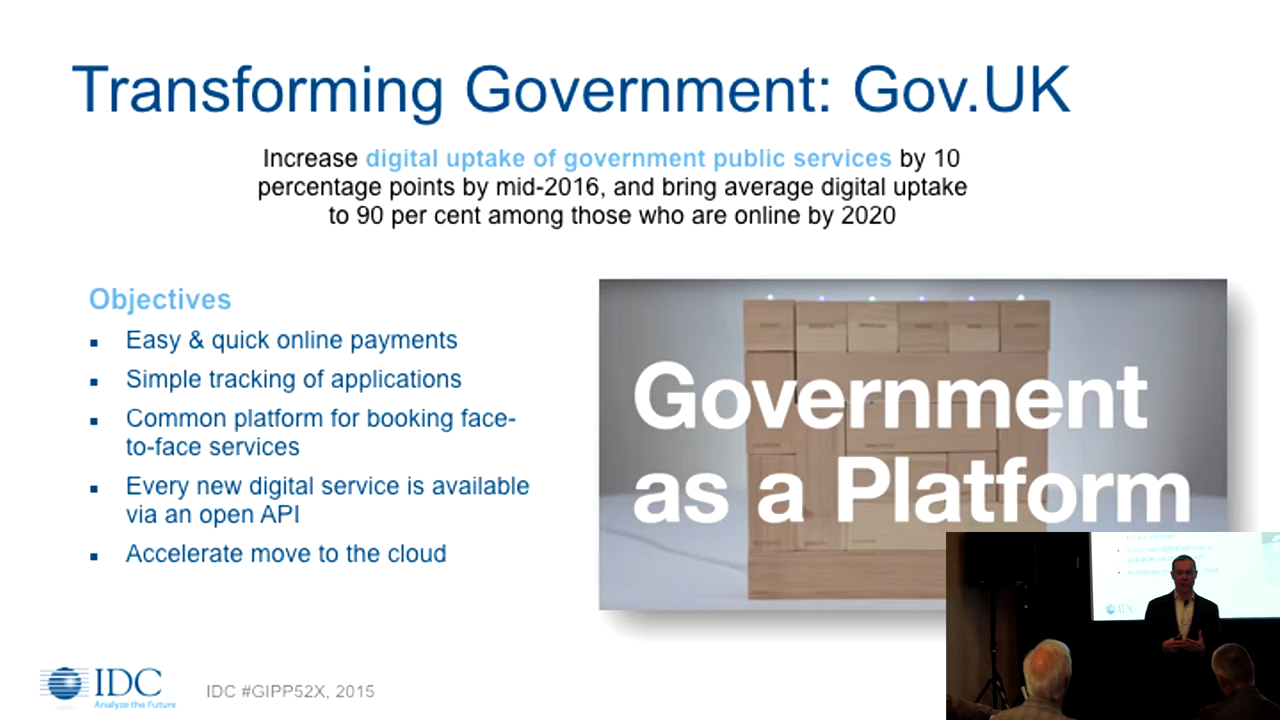 Transforming Government: Gov.UK
Increase digital uptake of government public services by 10
percentage points by mid-2016, and bring average digital uptake
to 90 per cent among those who are online by 2020
Objectives
▪ Easy & quick online payments
▪ Simple tracking of applications
▪ Common platform for booking face-
to-face services
▪ Every new digital service is available
via an open API
▪ Accelerate move to the cloud
Government
as a Platform
IDC
Analyze the Future
IDC #GIPP52X, 2015
IDC